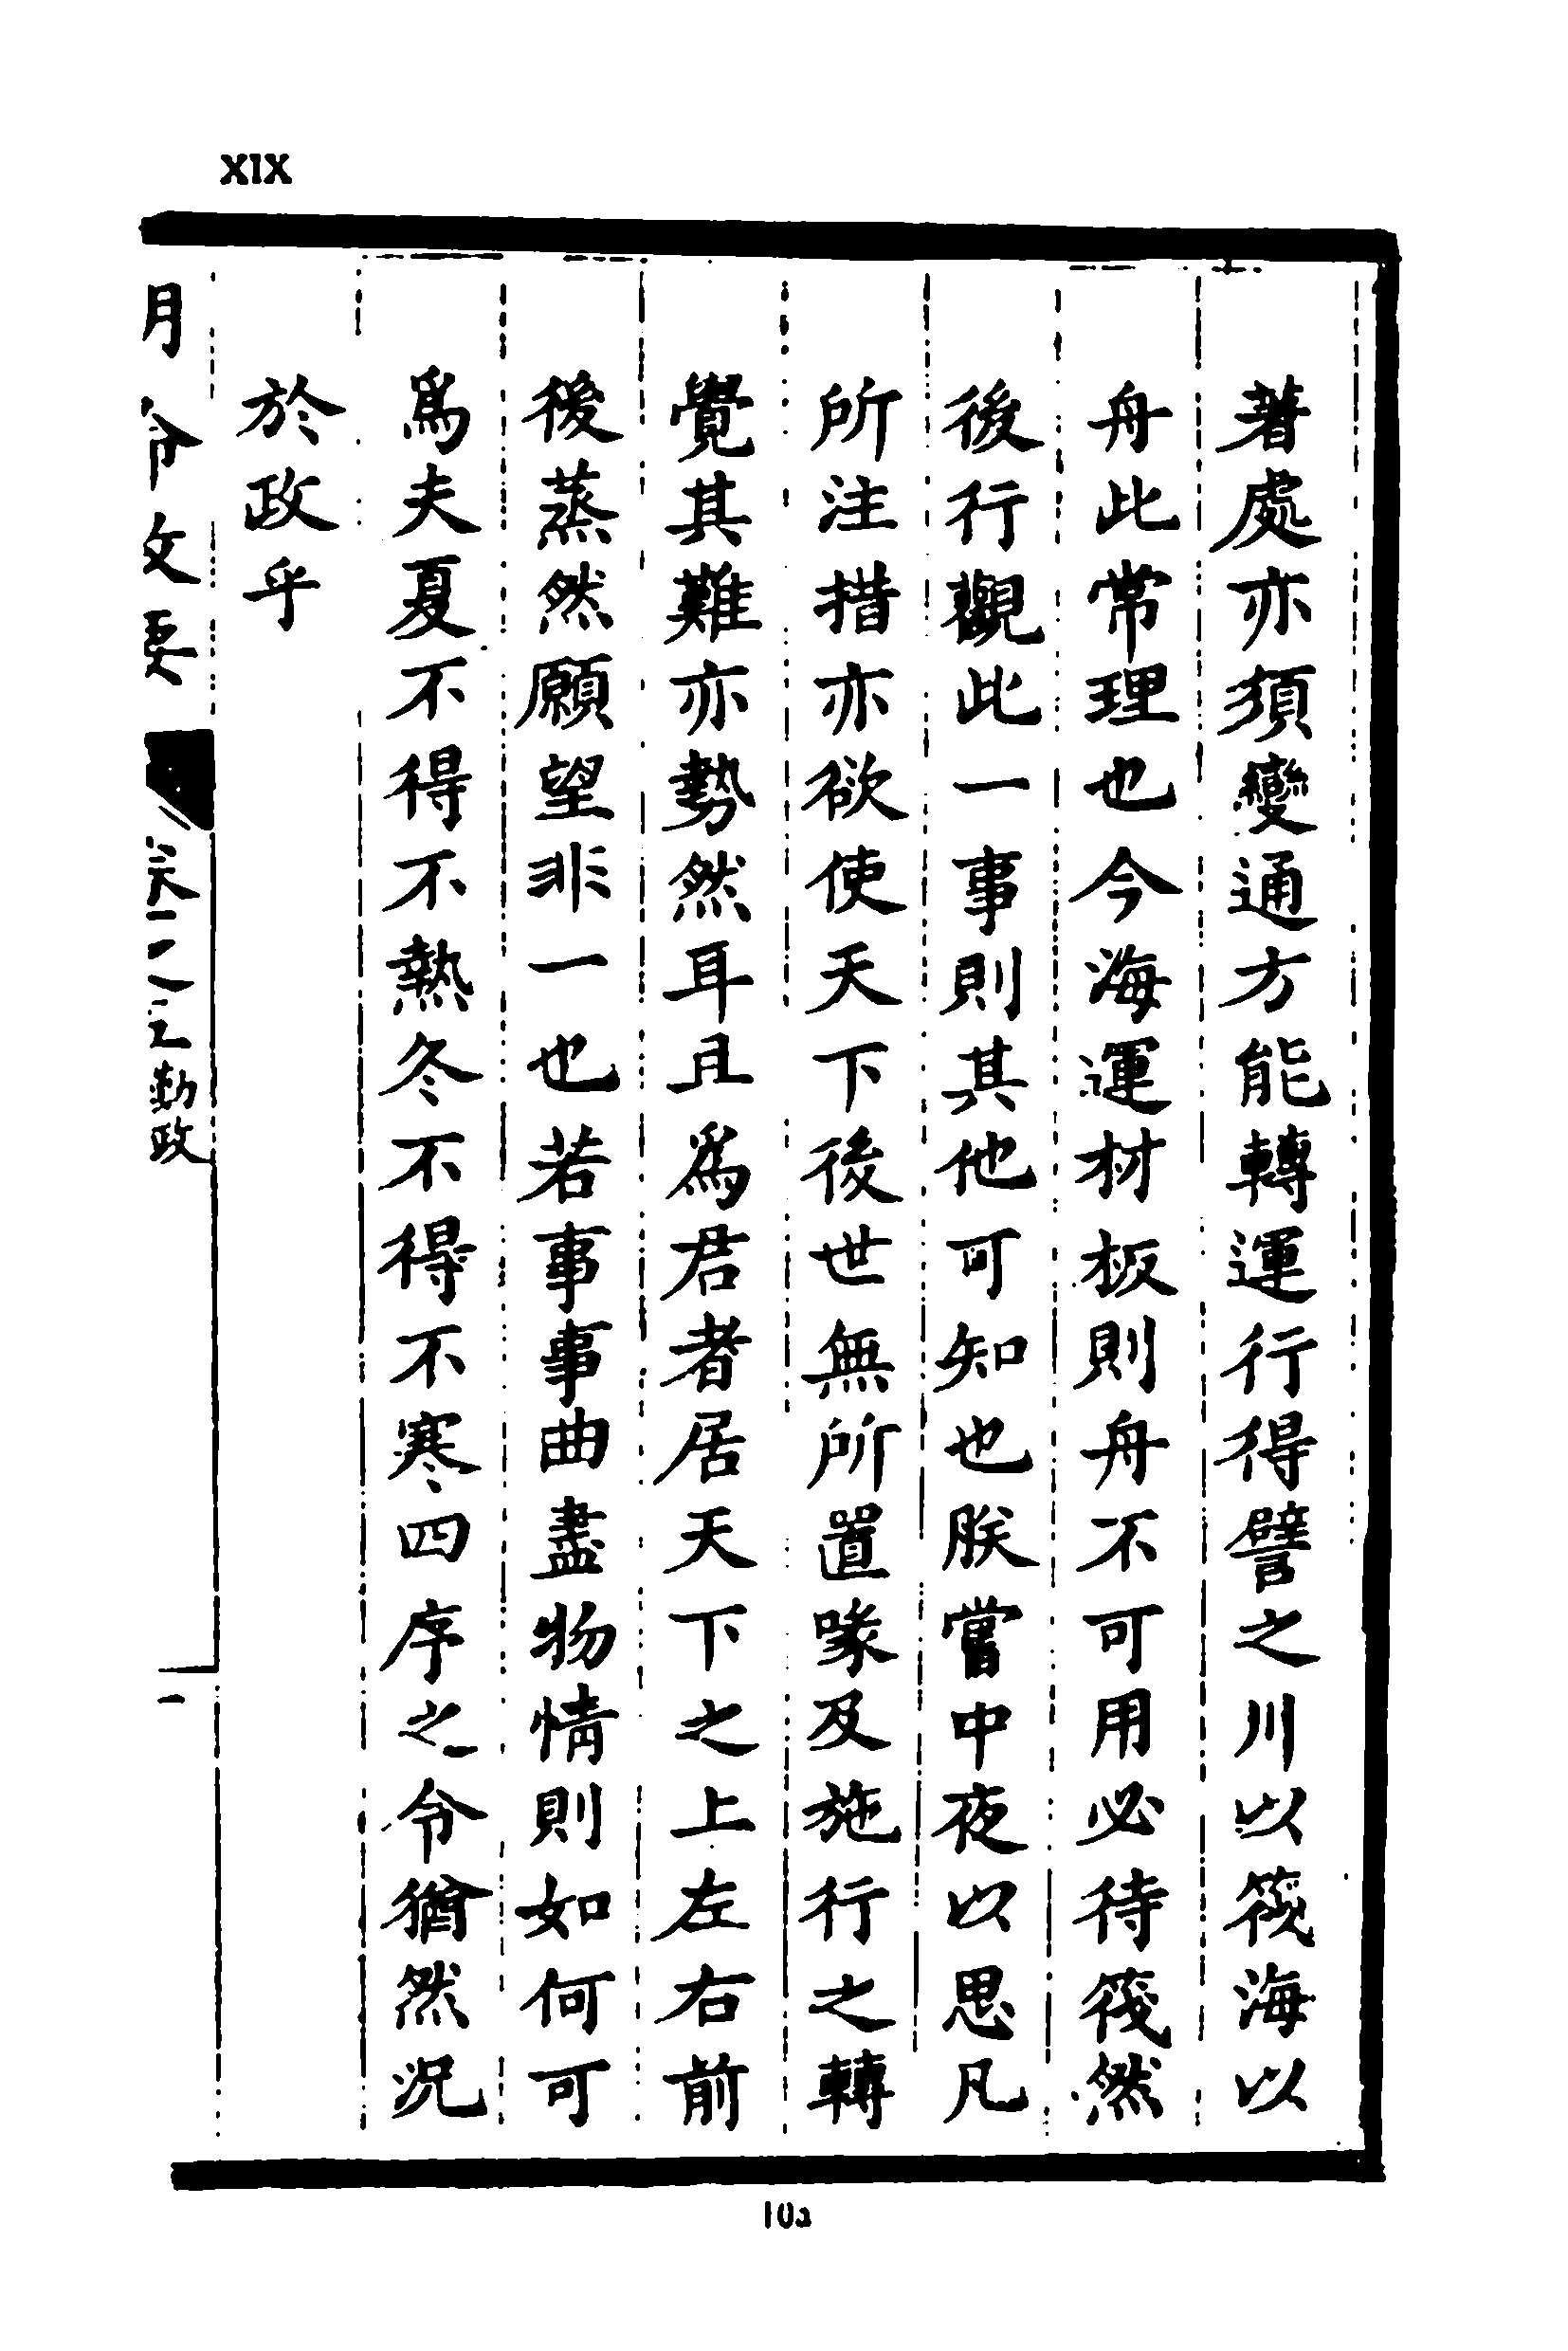 XIX
著處亦須變通方能轉運行得譬之川以筏海以
舟此常理也今海運材板則舟不可用必待筏然
後行觀此一事則其他可知也朕嘗中夜以思凡
所注措亦欲使天下後世無所置喙及施行之轉
覺其難亦勢然耳且爲君者居天下之上左右前
後蒸然願望非一也若事事曲盡物情則如何可
爲夫夏不得不熱冬不得不寒四序之令猶然況
於政乎
明命文要
卷一之二勤政
一
10a